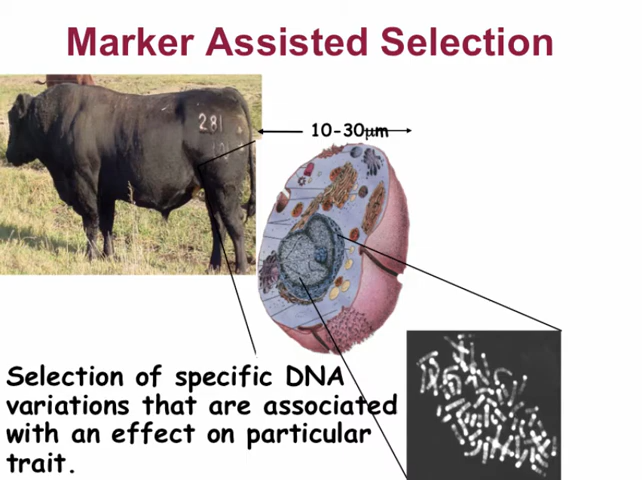 Marker Assisted Selection
281
10-30μm
Selection of specific DNA
variations that are associated
with an effect on particular
trait.